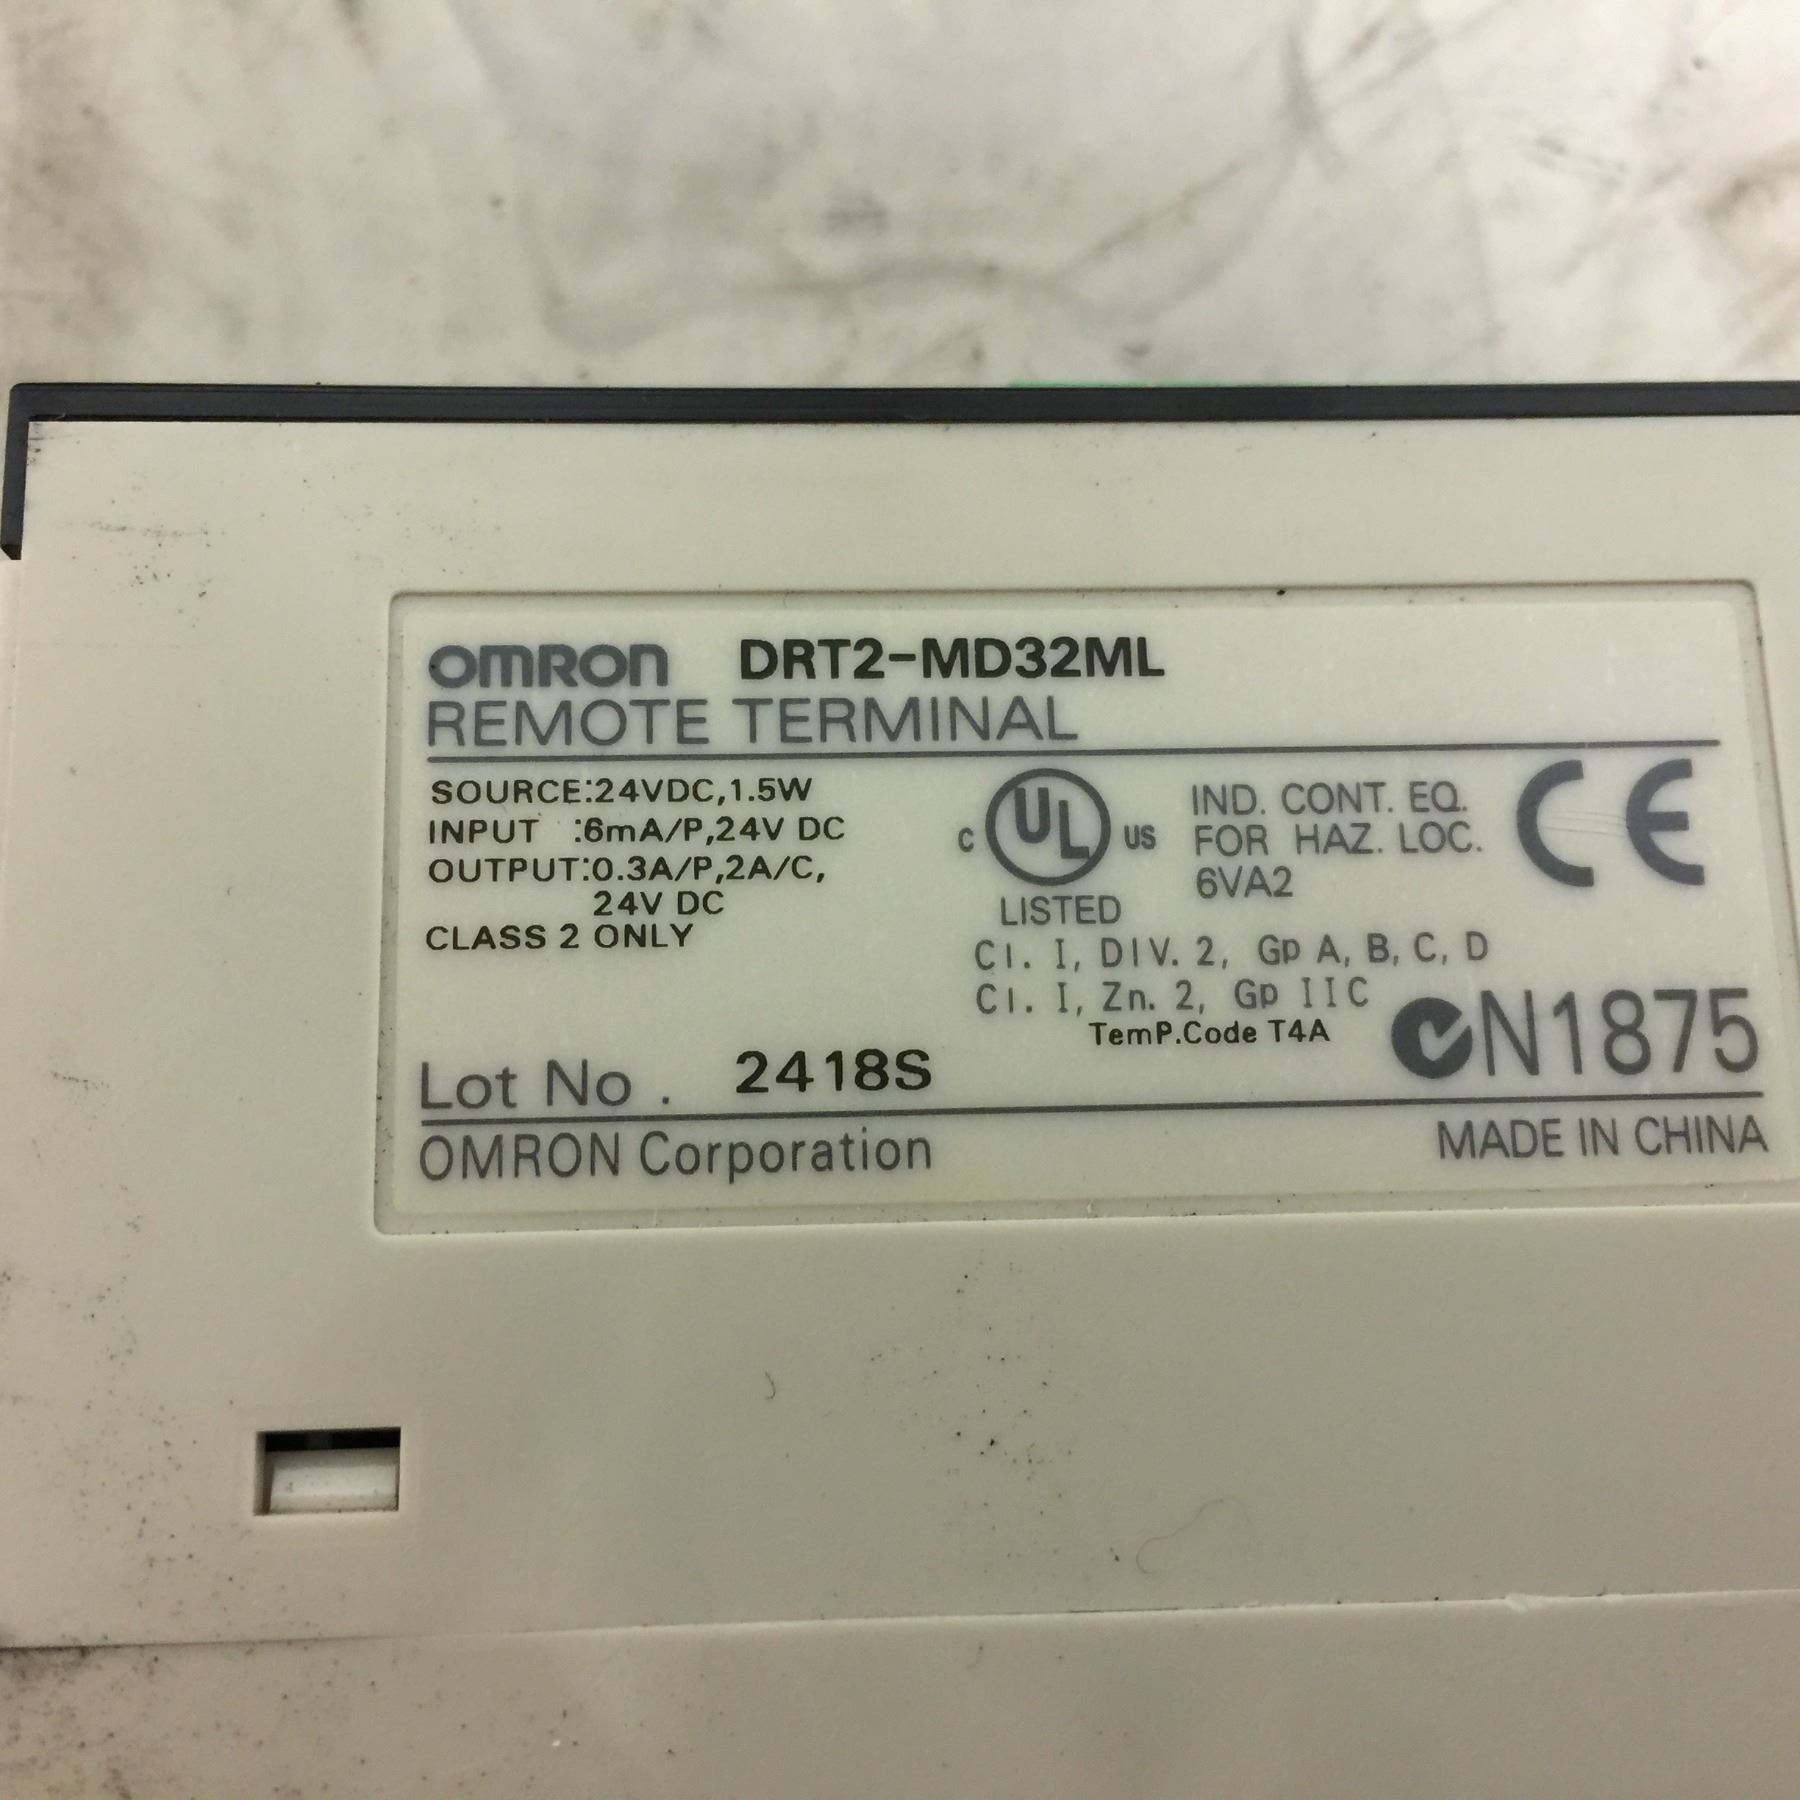 OMRON DRT2-MD32ML
REMOTE TERMINAL
SOURCE:24VDC,1.5W
INPUT :6mA/P,24V DC
OUTPUT:0.3A/P,2A/C,
24V DC
CLASS 2 ONLY
C UL US
LISTED
IND. CONT. EQ.
FOR HAZ. LOC.
6VA2
CE
Cl. I, DIV. 2, Gp A, B, C, D
Cl. I, Zn. 2, Gp IIC
TemP.Code T4A
N1875
Lot No. 2418S
OMRON Corporation
MADE IN CHINA